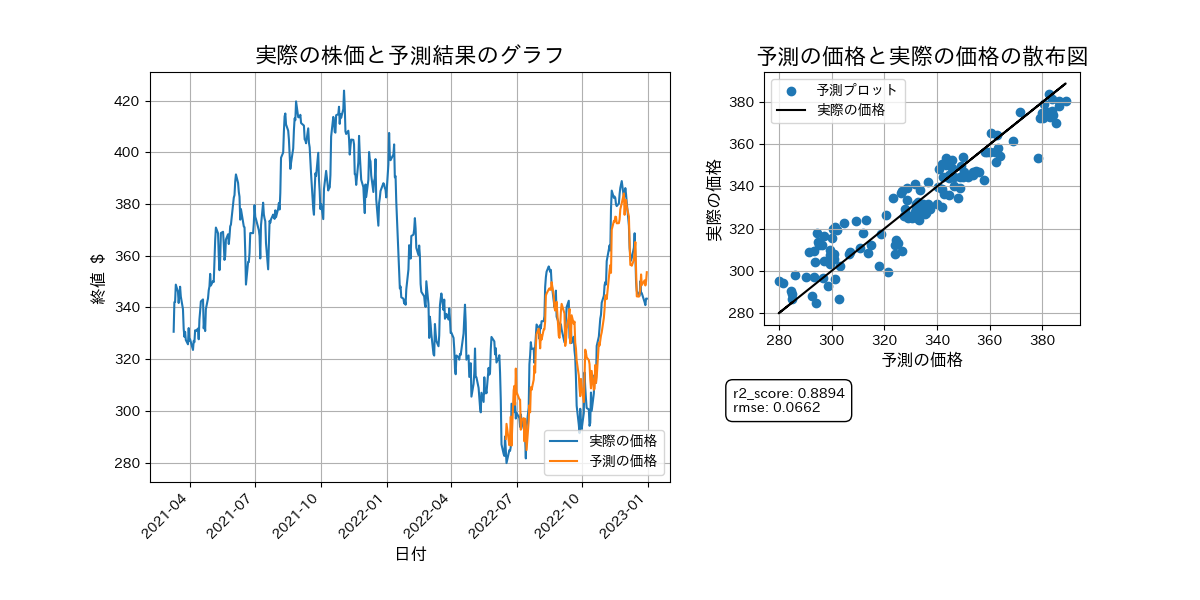 実際の株価と予測結果のグラフ
終値 $
420
400
380
360
340
320
300
280
実際の価格
予測の価格
2021-04
2021-07
2021-10
2022-01
2022-04
2022-07
2022-10
2023-01
日付
予測の価格と実際の価格の散布図
実際の価格
380
360
340
320
300
280
予測プロット
実際の価格
280
300
320
340
360
380
予測の価格
r2_score: 0.8894
rmse: 0.0662